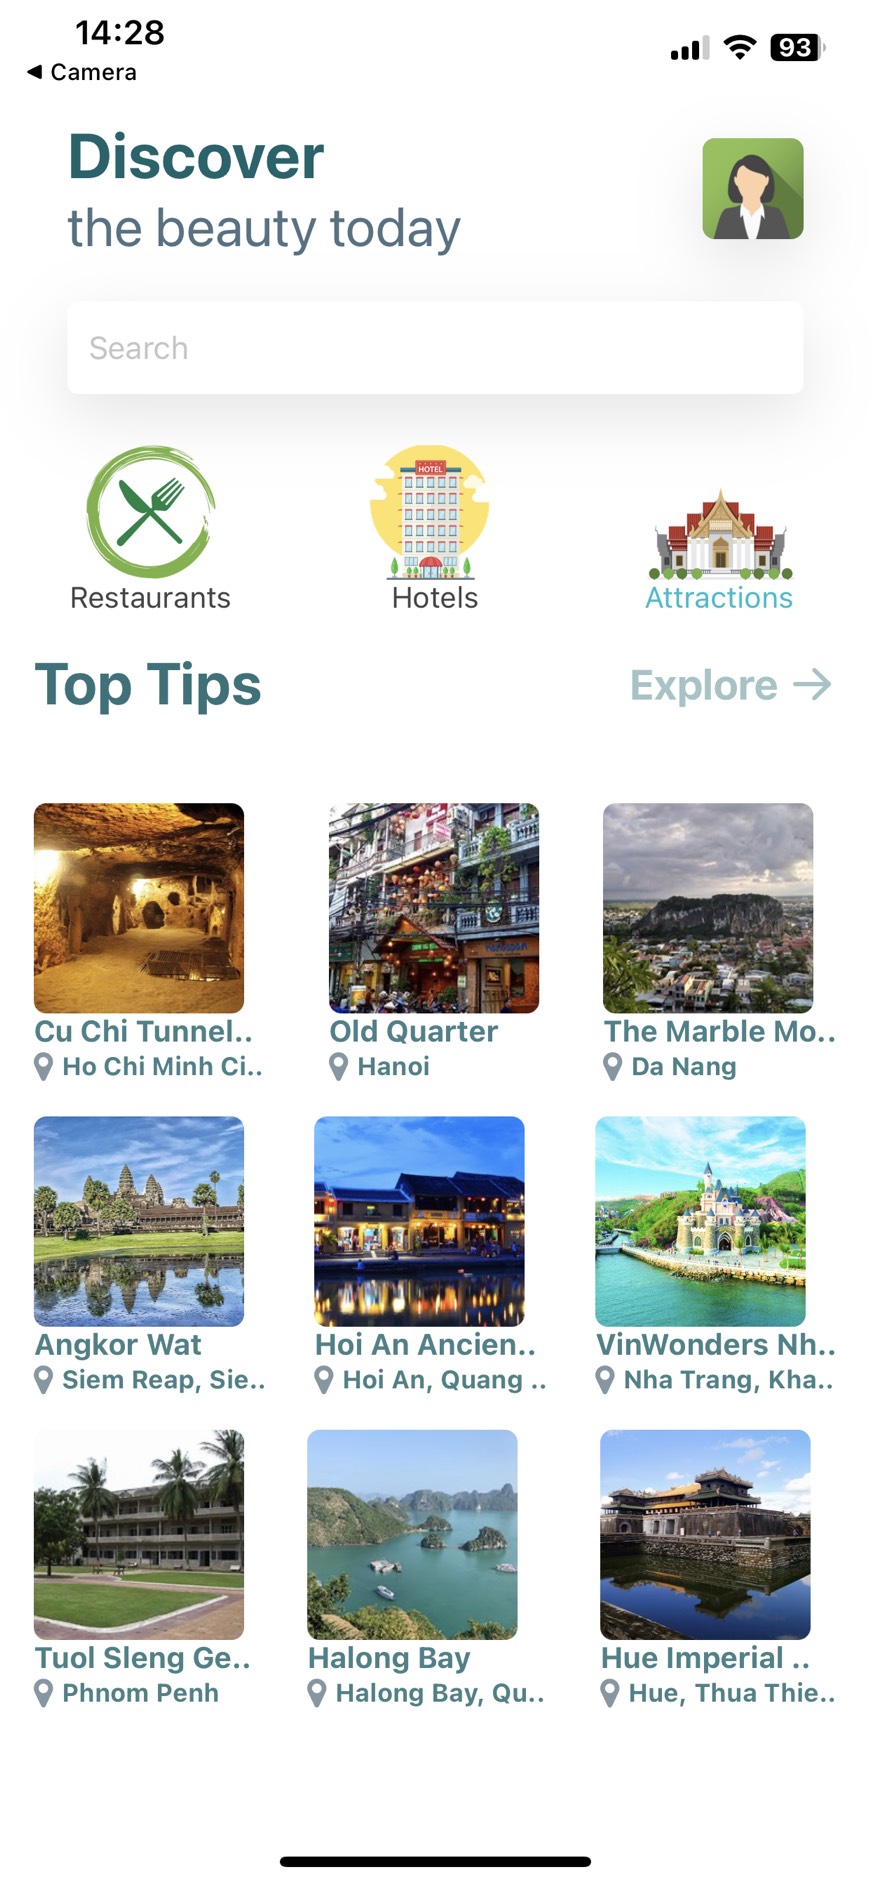 14:28
93
◀ Camera
Discover
the beauty today
Search
HOTEL
Restaurants
Hotels
Attractions
Top Tips
Explore →
Cu Chi Tunnel..
Ho Chi Minh Ci..
Old Quarter
Hanoi
The Marble Mo..
Da Nang
Angkor Wat
Siem Reap, Sie..
Hoi An Ancien..
Hoi An, Quang ..
VinWonders Nh..
Nha Trang, Kha..
Tuol Sleng Ge..
Phnom Penh
Halong Bay
Halong Bay, Qu..
Hue Imperial ..
Hue, Thua Thie..